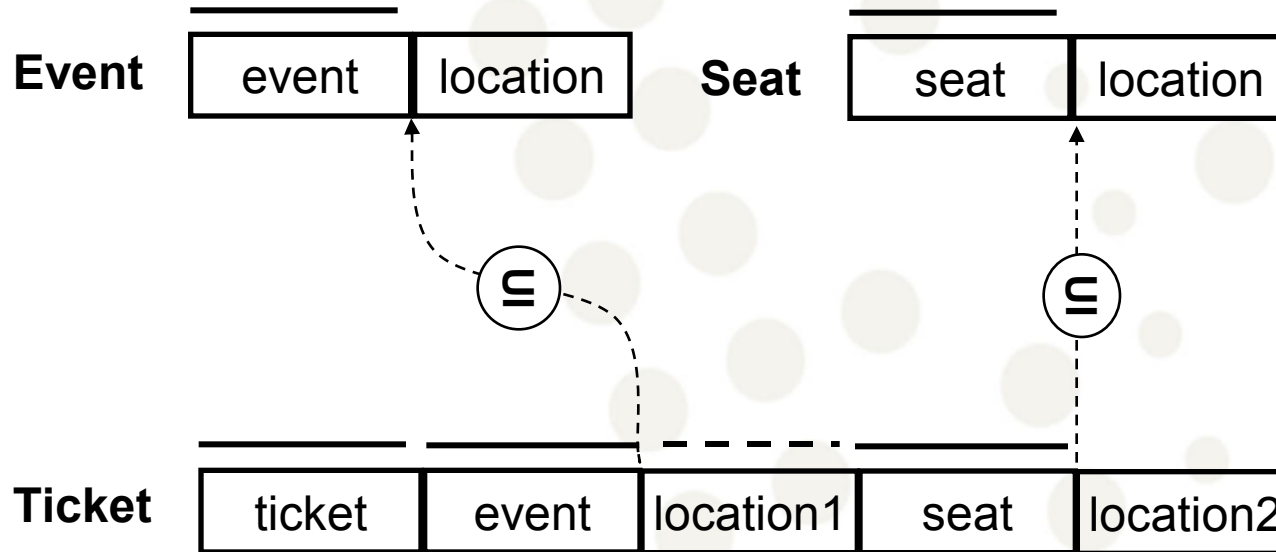 Event event location Seat seat location
⊆ ⊆
Ticket ticket event location1 seat location2